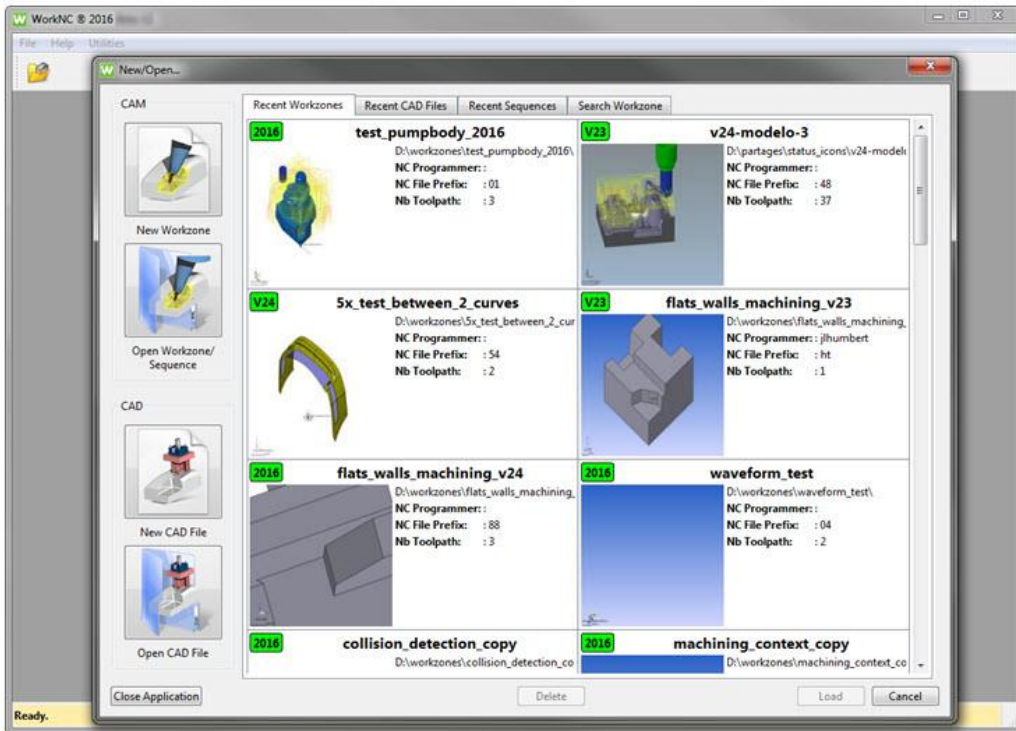 WorkNC ® 2016
File Help Utilities
New/Open...
CAM
New Workzone
Open Workzone/
Sequence
CAD
New CAD File
Open CAD File
Recent Workzones Recent CAD Files Recent Sequences Search Workzone
2016 test_pumpbody_2016
D:\workzones\test_pumpbody_2016\
NC Programmer: :
NC File Prefix: : 01
Nb Toolpath: : 3
V23 v24-modelo-3
D:\partages\status_icons\v24-model
NC Programmer: :
NC File Prefix: : 48
Nb Toolpath: : 37
V24 5x_test_between_2_curves
D:\workzones\5x_test_between_2_cur
NC Programmer: :
NC File Prefix: : 54
Nb Toolpath: : 2
V23 flats_walls_machining_v23
D:\workzones\flats_walls_machining_
NC Programmer: : jlhumbert
NC File Prefix: : ht
Nb Toolpath: : 1
2016 flats_walls_machining_v24
D:\workzones\flats_walls_machining_
NC Programmer: :
NC File Prefix: : 88
Nb Toolpath: : 3
2016 waveform_test
D:\workzones\waveform_test\
NC Programmer: :
NC File Prefix: : 04
Nb Toolpath: : 2
2016 collision_detection_copy
D:\workzones\collision_detection_co
2016 machining_context_copy
D:\workzones\machining_context_co
Close Application Delete Load Cancel
Ready.